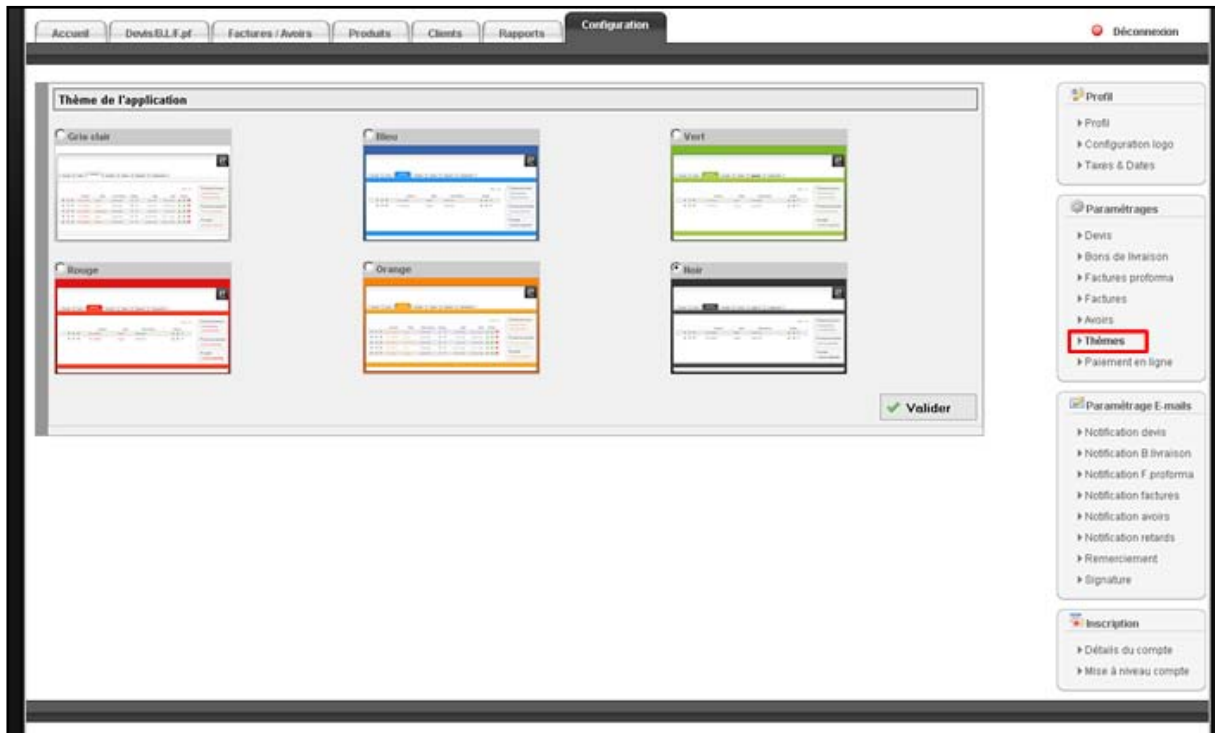 Accueil
Devis/B.L/F.pf
Factures / Avoirs
Produits
Clients
Rapports
Configuration
Déconnexion
Thème de l'application
Gris clair
Bleu
Vert
Rouge
Orange
Noir
Valider
Profil
Profil
Configuration logo
Taxes & Dates
Paramétrages
Devis
Bons de livraison
Factures proforma
Factures
Avoirs
Thèmes
Paiement en ligne
Paramétrage E-mails
Notification devis
Notification B.livraison
Notification F.proforma
Notification factures
Notification avoirs
Notification retards
Remerciement
Signature
Inscription
Détails du compte
Mise à niveau compte